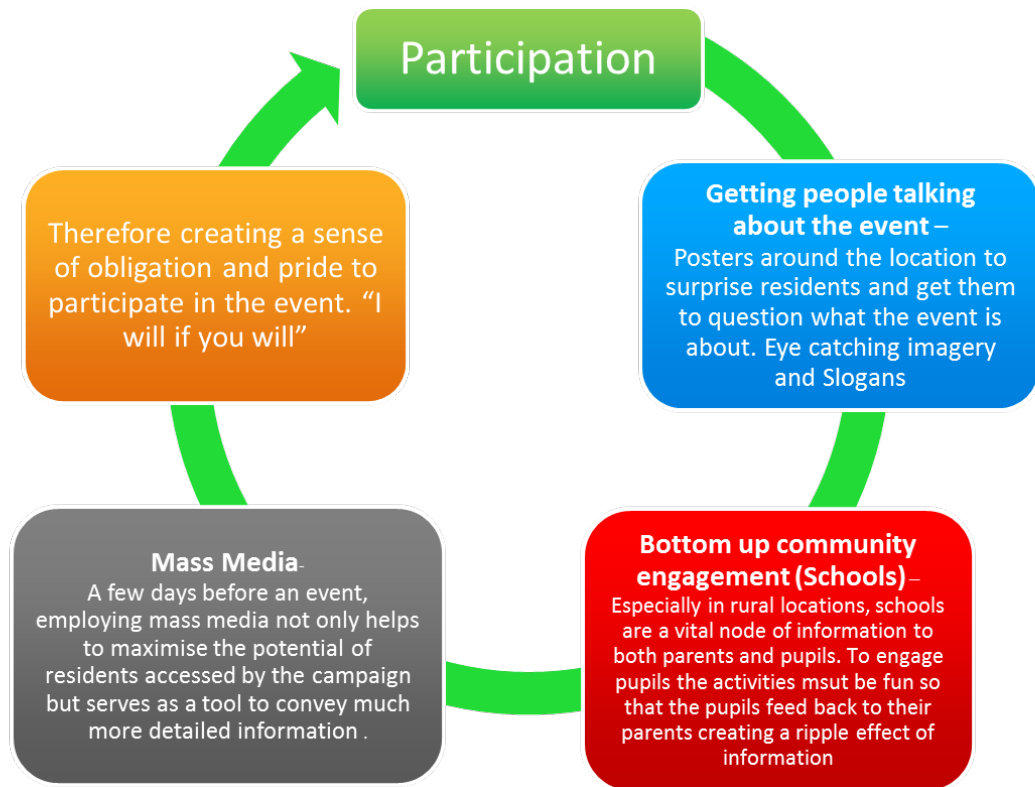 Participation
Getting people talking
about the event –
Posters around the location to
surprise residents and get them
to question what the event is
about. Eye catching imagery
and Slogans
Bottom up community
engagement (Schools) –
Especially in rural locations, schools
are a vital node of information to
both parents and pupils. To engage
pupils the activities msut be fun so
that the pupils feed back to their
parents creating a ripple effect of
information
Mass Media-
A few days before an event,
employing mass media not only helps
to maximise the potential of
residents accessed by the campaign
but serves as a tool to convey much
more detailed information .
Therefore creating a sense
of obligation and pride to
participate in the event. “I
will if you will”